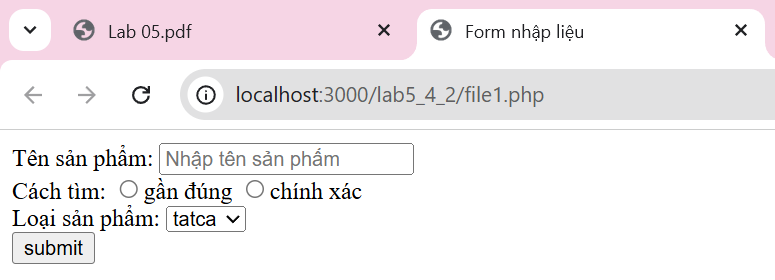 Lab 05.pdf
Form nhập liệu
localhost:3000/lab5_4_2/file1.php
Tên sản phẩm: Nhập tên sản phẩm
Cách tìm: gần đúng chính xác
Loại sản phẩm: tatca
submit